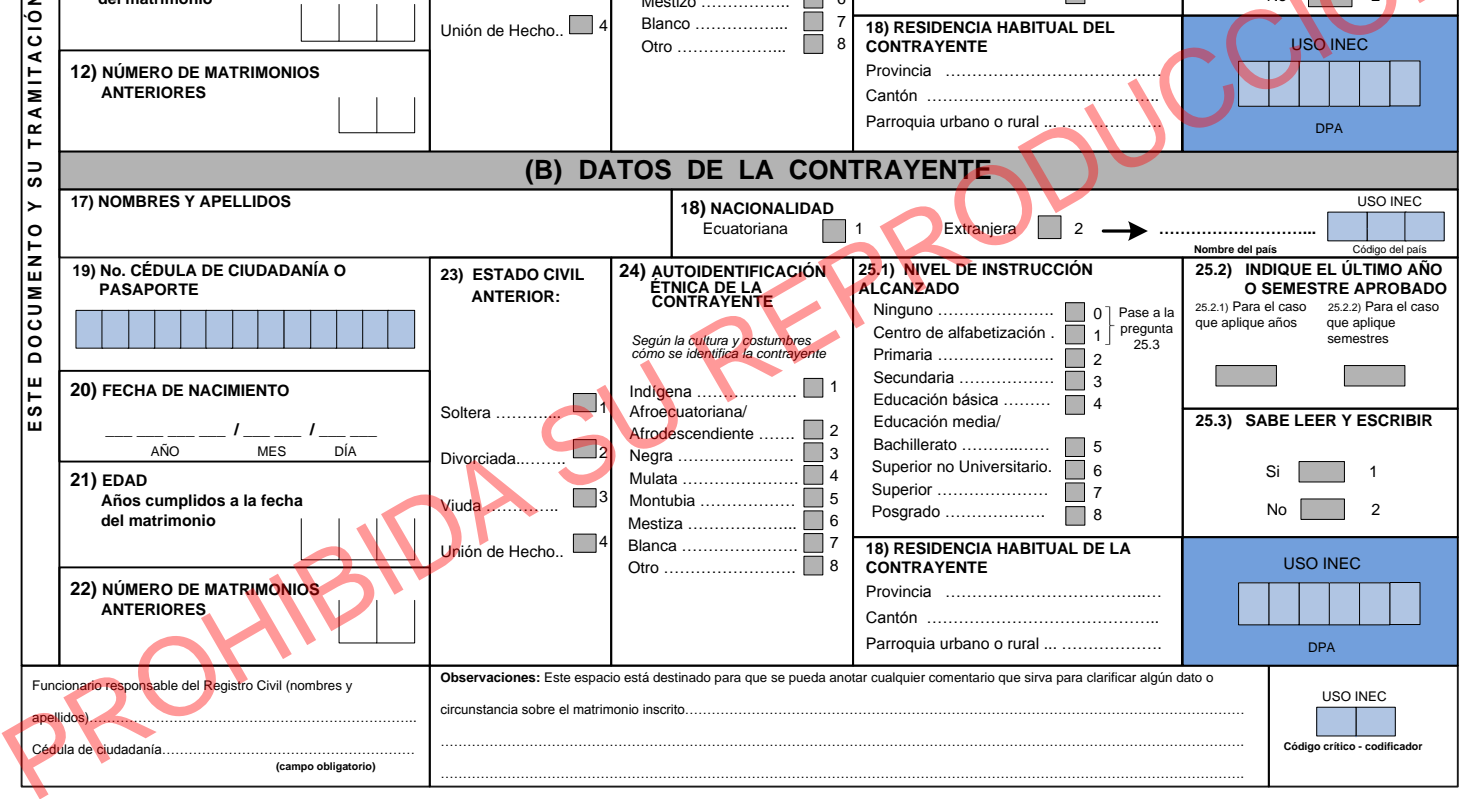 ESTE DOCUMENTO Y SU TRAMITACIÓN
del matrimonio
12) NÚMERO DE MATRIMONIOS
ANTERIORES
Unión de Hecho.. 4
Mestizo …………….. 6
Blanco ……………... 7
Otro ………………... 8
18) RESIDENCIA HABITUAL DEL
CONTRAYENTE
Provincia ……………………………….
Cantón …………………………………..
Parroquia urbano o rural ... ……………….
USO INEC
DPA
(B) DATOS DE LA CONTRAYENTE
17) NOMBRES Y APELLIDOS
18) NACIONALIDAD
Ecuatoriana 1 Extranjera 2 …………………………...
Nombre del país
USO INEC
Código del país
19) No. CÉDULA DE CIUDADANÍA O
PASAPORTE
20) FECHA DE NACIMIENTO
___ ___ ___ ___ / ___ ___ / ___ ___
AÑO MES DÍA
21) EDAD
Años cumplidos a la fecha
del matrimonio
22) NÚMERO DE MATRIMONIOS
ANTERIORES
23) ESTADO CIVIL
ANTERIOR:
Soltera ………... 1
Divorciada..……. 2
Viuda ………….. 3
Unión de Hecho.. 4
24) AUTOIDENTIFICACIÓN
ÉTNICA DE LA
CONTRAYENTE
Según la cultura y costumbres
cómo se identifica la contrayente
Indígena ……………… 1
Afroecuatoriana/
Afrodescendiente ……. 2
Negra ………………… 3
Mulata ………………… 4
Montubia ……………… 5
Mestiza ……………….. 6
Blanca ………………… 7
Otro …………………… 8
25.1) NIVEL DE INSTRUCCIÓN
ALCANZADO
Ninguno ………………… 0
Centro de alfabetización . 1
Pase a la
pregunta
25.3
Primaria ………………… 2
Secundaria ……………… 3
Educación básica ……… 4
Educación media/
Bachillerato ………...…… 5
Superior no Universitario. 6
Superior ………………… 7
Posgrado ……………… 8
25.2) INDIQUE EL ÚLTIMO AÑO
O SEMESTRE APROBADO
25.2.1) Para el caso
que aplique años
25.2.2) Para el caso
que aplique
semestres
25.3) SABE LEER Y ESCRIBIR
Si 1
No 2
18) RESIDENCIA HABITUAL DE LA
CONTRAYENTE
Provincia …………………………..…
Cantón ………………………………..
Parroquia urbano o rural ... ……………….
USO INEC
DPA
Funcionario responsable del Registro Civil (nombres y
apellidos)……………………………………………………..
Cédula de ciudadanía………………………………………
(campo obligatorio)
Observaciones: Este espacio está destinado para que se pueda anotar cualquier comentario que sirva para clarificar algún dato o
circunstancia sobre el matrimonio inscrito……………………………………………………………………
………………………………………………………………………………………………
………………………………………………………………………………………………
USO INEC
Código crítico - codificador
PROHIBIDA SU REPRODUCCIÓ